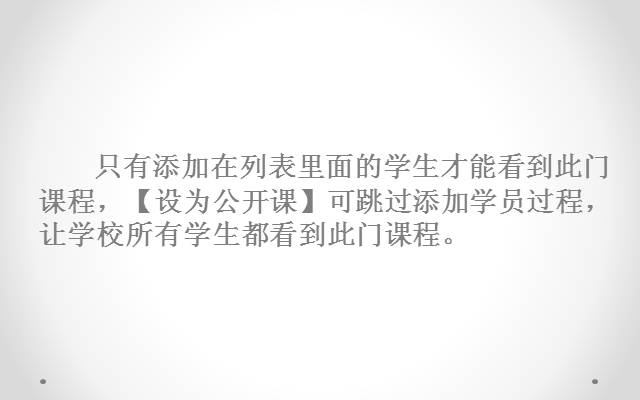 只有添加在列表里面的学生才能看到此门
课程，【设为公开课】可跳过添加学员过程，
让学校所有学生都看到此门课程。